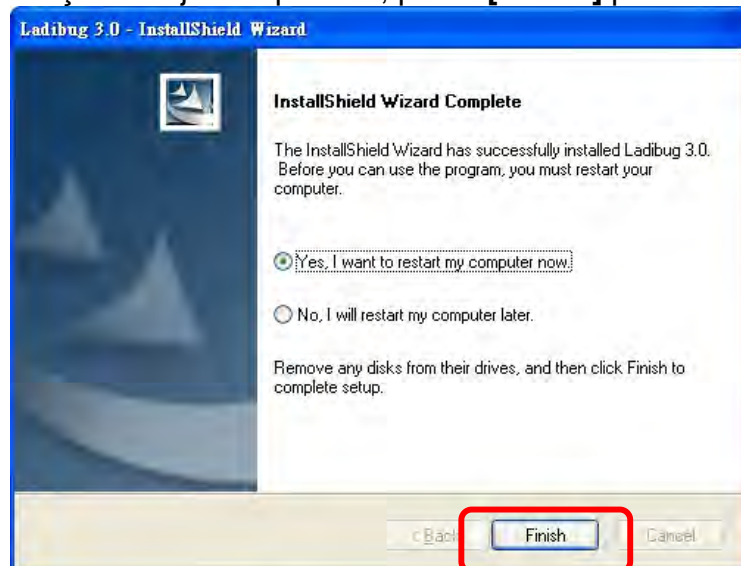 Ladibug 3.0 - InstallShield Wizard
InstallShield Wizard Complete
The InstallShield Wizard has successfully installed Ladibug 3.0.
Before you can use the program, you must restart your
computer.
Yes, I want to restart my computer now.
No, I will restart my computer later.
Remove any disks from their drives, and then click Finish to
complete setup.
< Back Finish Cancel